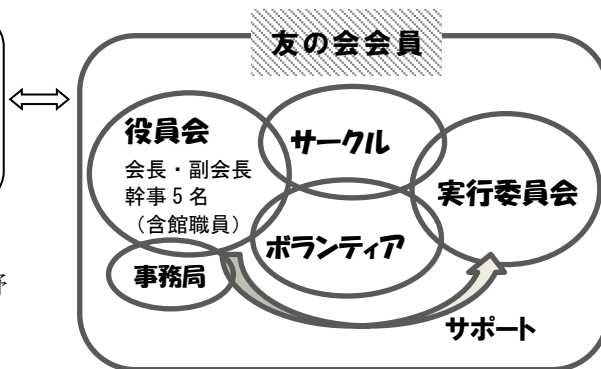 友の会会員
役員会
会長・副会長
幹事５名
（含館職員）
サークル
実行委員会
ボランティア
事務局
サポート